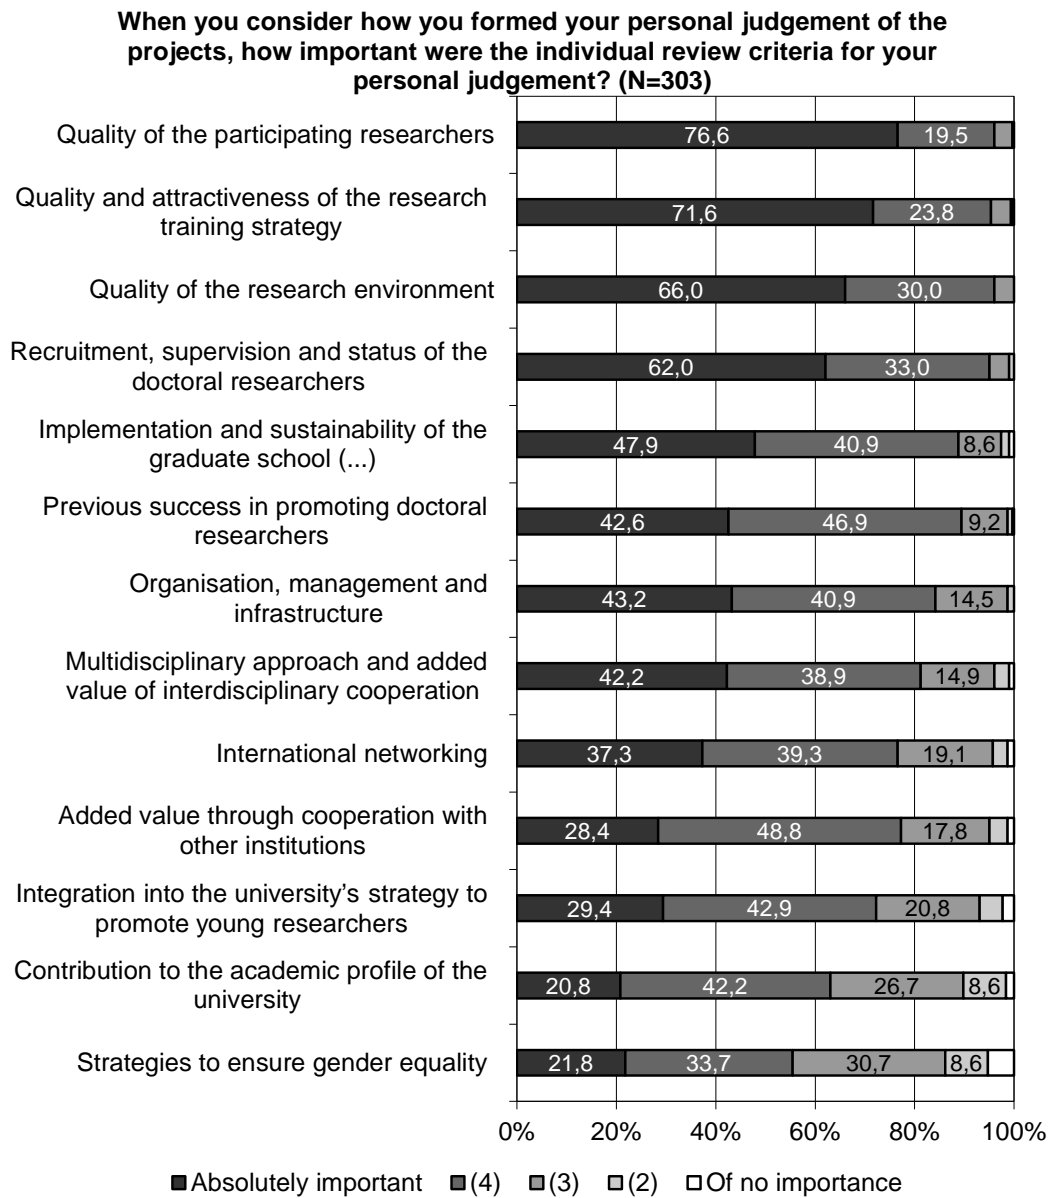 When you consider how you formed your personal judgement of the
projects, how important were the individual review criteria for your
personal judgement? (N=303)
Quality of the participating researchers
76,6 19,5
Quality and attractiveness of the research
training strategy
71,6 23,8
Quality of the research environment
66,0 30,0
Recruitment, supervision and status of the
doctoral researchers
62,0 33,0
Implementation and sustainability of the
graduate school (...)
47,9 40,9 8,6
Previous success in promoting doctoral
researchers
42,6 46,9 9,2
Organisation, management and
infrastructure
43,2 40,9 14,5
Multidisciplinary approach and added
value of interdisciplinary cooperation
42,2 38,9 14,9
International networking
37,3 39,3 19,1
Added value through cooperation with
other institutions
28,4 48,8 17,8
Integration into the university’s strategy to
promote young researchers
29,4 42,9 20,8
Contribution to the academic profile of the
university
20,8 42,2 26,7 8,6
Strategies to ensure gender equality
21,8 33,7 30,7 8,6
0% 20% 40% 60% 80% 100%
Absolutely important (4) (3) (2) Of no importance